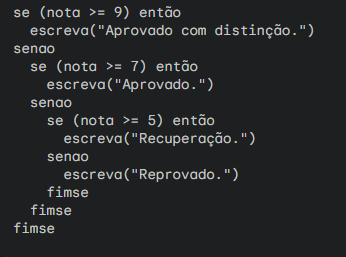 se (nota >= 9) então
  escreva("Aprovado com distinção.")
senao
  se (nota >= 7) então
    escreva("Aprovado.")
  senao
    se (nota >= 5) então
      escreva("Recuperação.")
    senao
      escreva("Reprovado.")
    fimse
  fimse
fimse